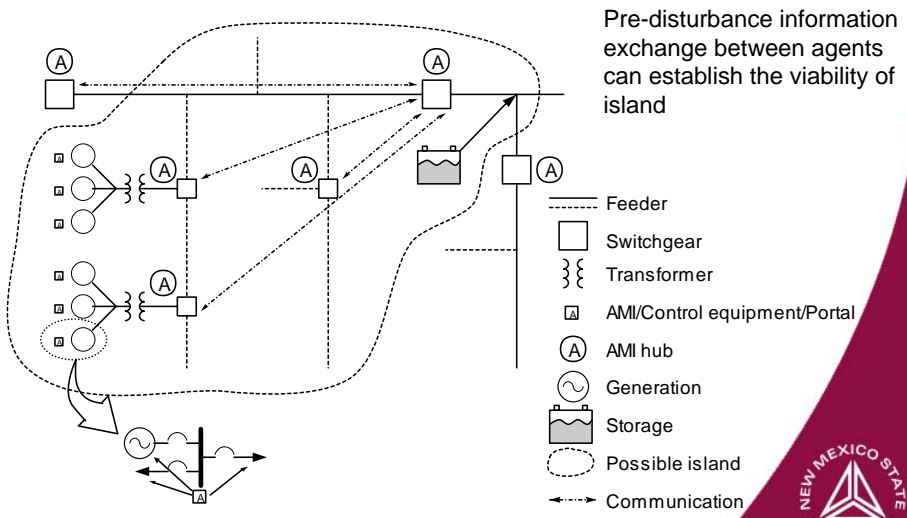 Pre-disturbance information
exchange between agents
can establish the viability of
island
A
A
A
A
A
A
A
A
A
A
A
A
A
Feeder
Switchgear
Transformer
A AMI/Control equipment/Portal
A AMI hub
Generation
Storage
Possible island
Communication
NEW MEXICO STATE